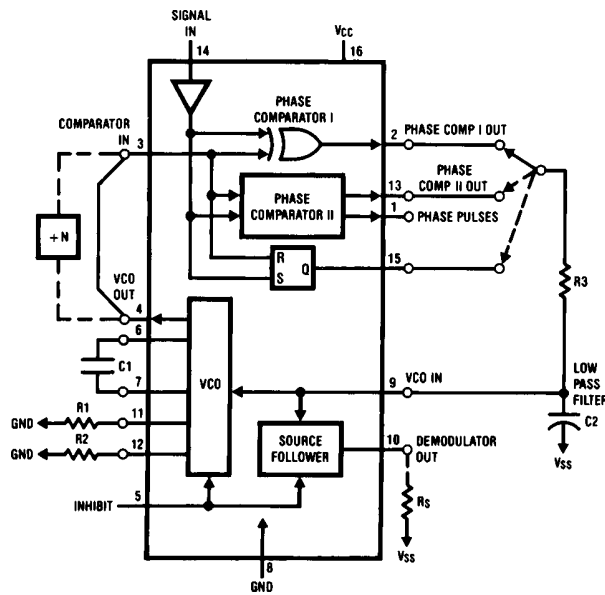 SIGNAL
IN
14
VCC
16
PHASE
COMPARATOR I
COMPARATOR
IN
3
2
PHASE COMP I OUT
PHASE
COMP II OUT
13
PHASE
COMPARATOR II
1
PHASE PULSES
+N
R
S
Q
15
R3
VCO
OUT
4
6
C1
7
VCO
9
VCO IN
LOW
PASS
FILTER
C2
VSS
GND
R1
11
GND
R2
12
SOURCE
FOLLOWER
10
DEMODULATOR
OUT
INHIBIT
5
RS
VSS
8
GND